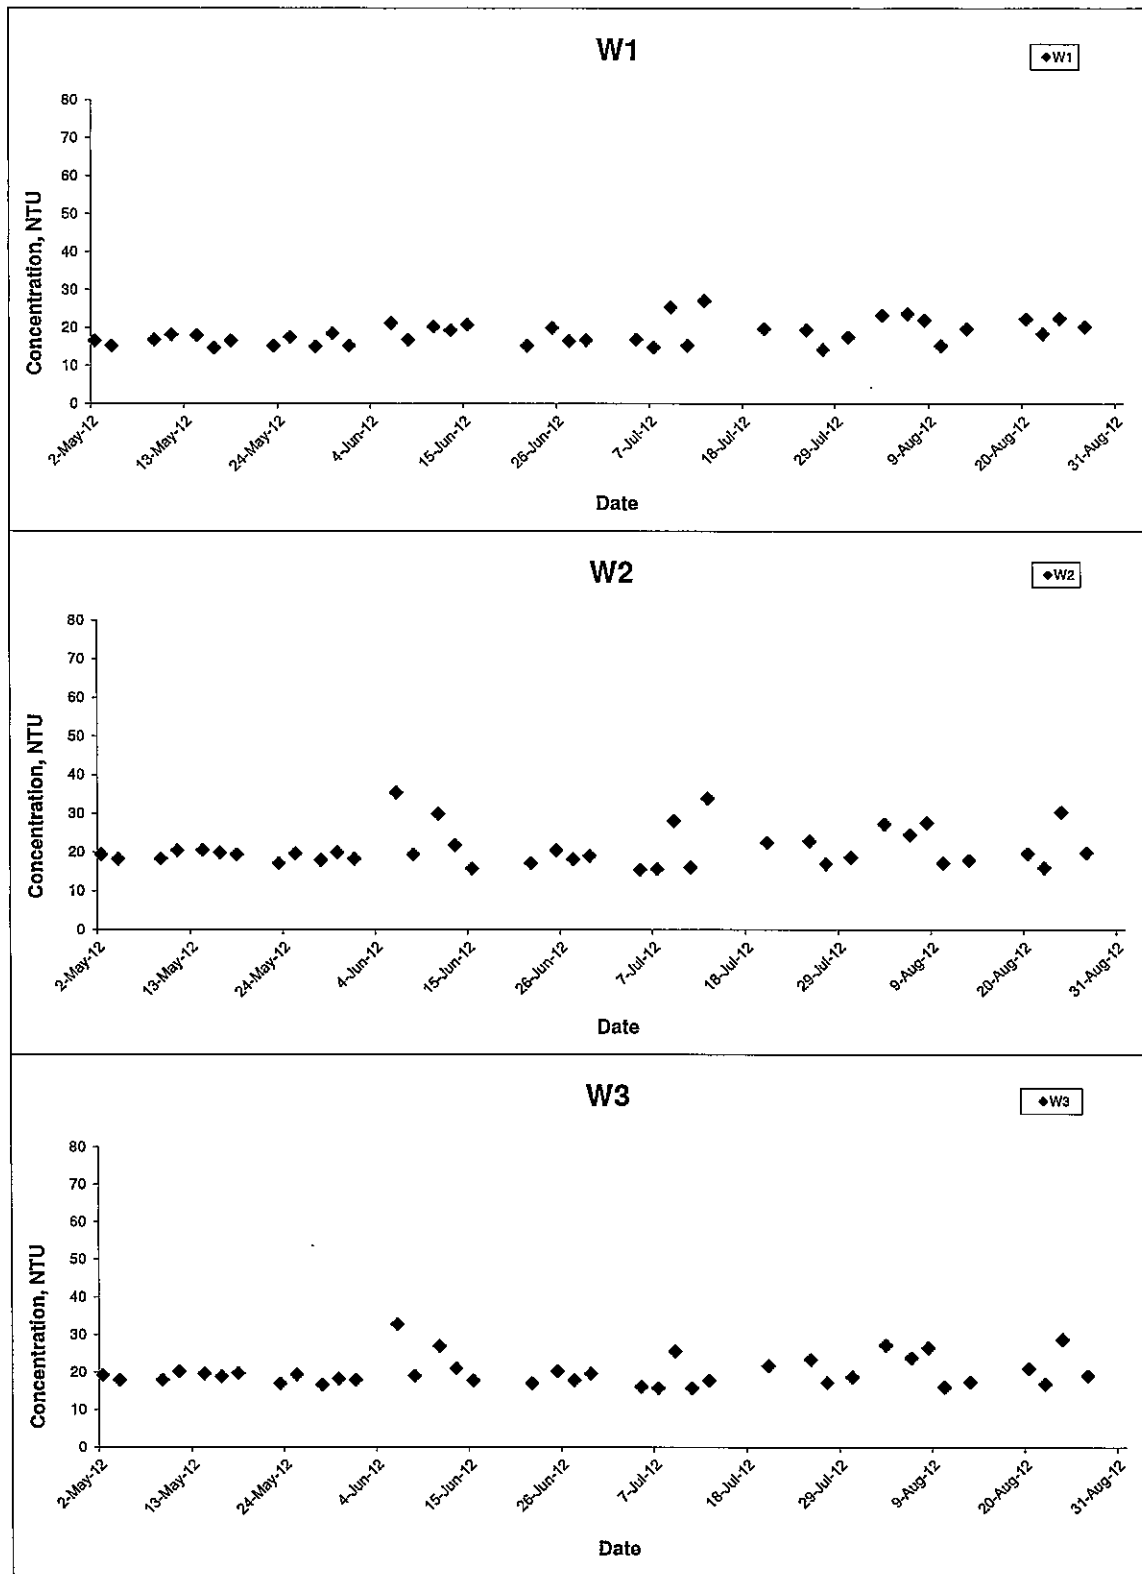 W1
◆W1
80
70
60
50
40
30
20
10
0
Concentration, NTU
2-May-12
13-May-12
24-May-12
4-Jun-12
15-Jun-12
26-Jun-12
7-Jul-12
18-Jul-12
29-Jul-12
9-Aug-12
20-Aug-12
31-Aug-12
Date
W2
◆W2
80
70
60
50
40
30
20
10
0
Concentration, NTU
2-May-12
13-May-12
24-May-12
4-Jun-12
15-Jun-12
26-Jun-12
7-Jul-12
18-Jul-12
29-Jul-12
9-Aug-12
20-Aug-12
31-Aug-12
Date
W3
◆W3
80
70
60
50
40
30
20
10
0
Concentration, NTU
2-May-12
13-May-12
24-May-12
4-Jun-12
15-Jun-12
26-Jun-12
7-Jul-12
18-Jul-12
29-Jul-12
9-Aug-12
20-Aug-12
31-Aug-12
Date